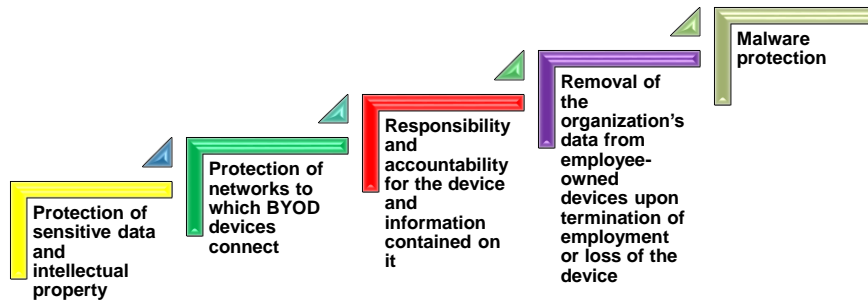 Protection of
sensitive data
and
intellectual
property
Protection of
networks to
which BYOD
devices
connect
Responsibility
and
accountability
for the device
and
information
contained on
it
Removal of
the
organization's
data from
employee-
owned
devices upon
termination of
employment
or loss of the
device
Malware
protection